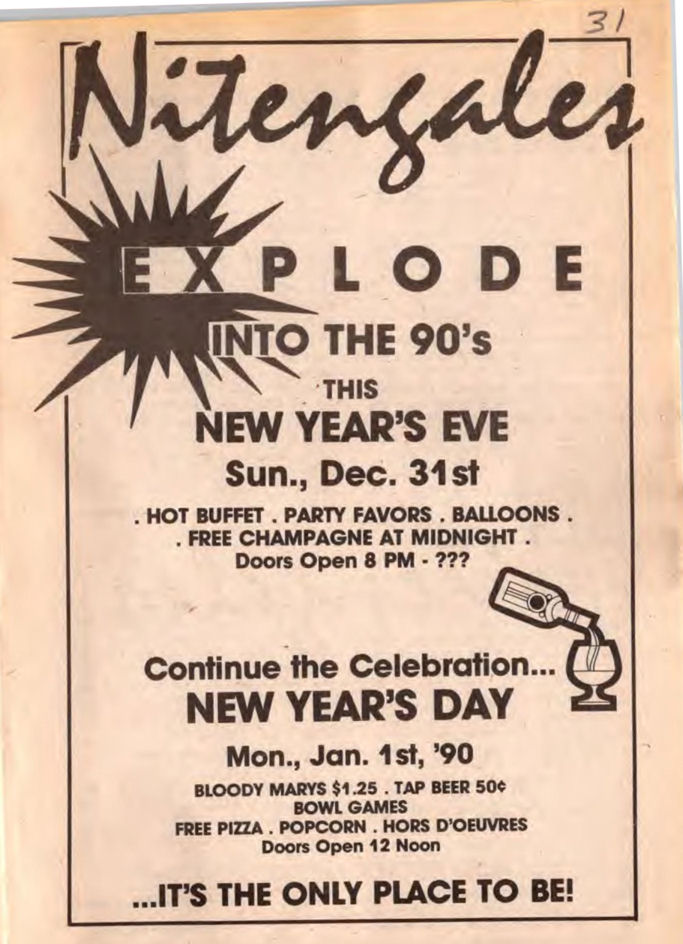 31
Nitengales
EXPLODE
INTO THE 90's
THIS
NEW YEAR'S EVE
Sun., Dec. 31st
. HOT BUFFET . PARTY FAVORS . BALLOONS .
. FREE CHAMPAGNE AT MIDNIGHT .
Doors Open 8 PM - ???
Continue the Celebration...
NEW YEAR'S DAY
Mon., Jan. 1st, '90
BLOODY MARYS $1.25 . TAP BEER 50¢
BOWL GAMES
FREE PIZZA . POPCORN . HORS D'OEUVRES
Doors Open 12 Noon
...IT'S THE ONLY PLACE TO BE!